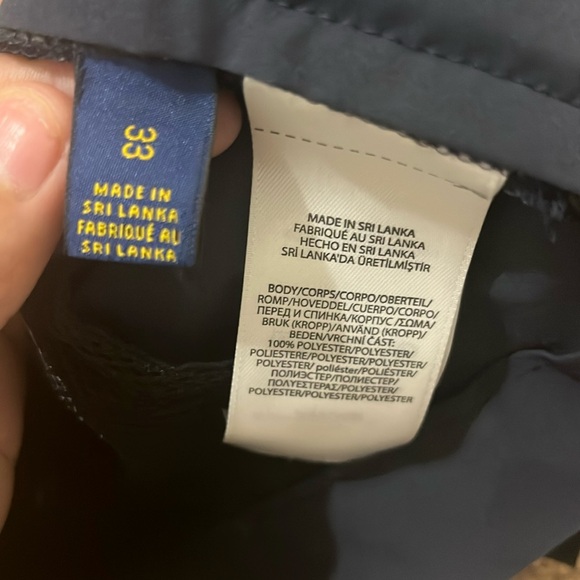 33
MADE IN
SRI LANKA
FABRIQUÉ AU
SRI LANKA
MADE IN SRI LANKA
FABRIQUÉ AU SRI LANKA
HECHO EN SRI LANKA
SRİ LANKA'DA ÜRETİLMİŞTİR
BODY/CORPS/CORPO/OBERTEIL/
ROMP/HOVEDDEL/CUERPO/CORPO/
ПЕРЕД И СПИНКА/КОРПУС /ΣΩΜΑ/
BRUK (KROPP)/ANVÄND (KROPP)/
BEDEN/VRCHNÍ ČÁST:
100% POLYESTER/POLYESTER/
POLIESTERE/POLYESTER/POLYESTER/
POLYESTER/ poliéster/POLIÉSTER/
ПОЛИЭСТЕР/ПОЛИЕСТЕР/
ΠΟΛΥΕΣΤΕΡΑΣ/POLYESTER/
POLYESTER/POLYESTER/POLYESTER